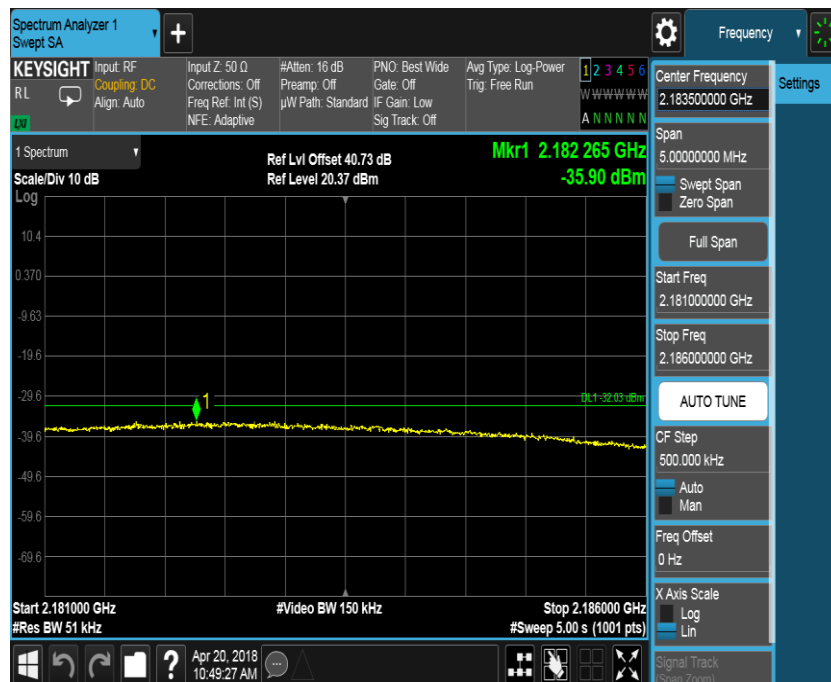 Spectrum Analyzer 1
Swept SA
Frequency
KEYSIGHT
RL
LXI
Input: RF
Coupling: DC
Align: Auto
Input Z: 50 Ω
Corrections: Off
Freq Ref: Int (S)
NFE: Adaptive
#Atten: 16 dB
Preamp: Off
µW Path: Standard
PNO: Best Wide
Gate: Off
IF Gain: Low
Sig Track: Off
Avg Type: Log-Power
Trig: Free Run
1 2 3 4 5 6
W W W W W W
A N N N N N
1 Spectrum
Scale/Div 10 dB
Log
Ref Lvl Offset 40.73 dB
Ref Level 20.37 dBm
Mkr1 2.182 265 GHz
-35.90 dBm
10.4
0.370
-9.63
-19.6
-29.6
-39.6
-49.6
-59.6
-69.6
1
DL1 -32.03 dBm
Start 2.181000 GHz
#Res BW 51 kHz
#Video BW 150 kHz
Stop 2.186000 GHz
#Sweep 5.00 s (1001 pts)
Center Frequency
2.183500000 GHz
Span
5.00000000 MHz
Swept Span
Zero Span
Full Span
Start Freq
2.181000000 GHz
Stop Freq
2.186000000 GHz
AUTO TUNE
CF Step
500.000 kHz
Auto
Man
Freq Offset
0 Hz
X Axis Scale
Log
Lin
Signal Track
(Span Zoom)
Settings
?
Apr 20, 2018
10:49:27 AM